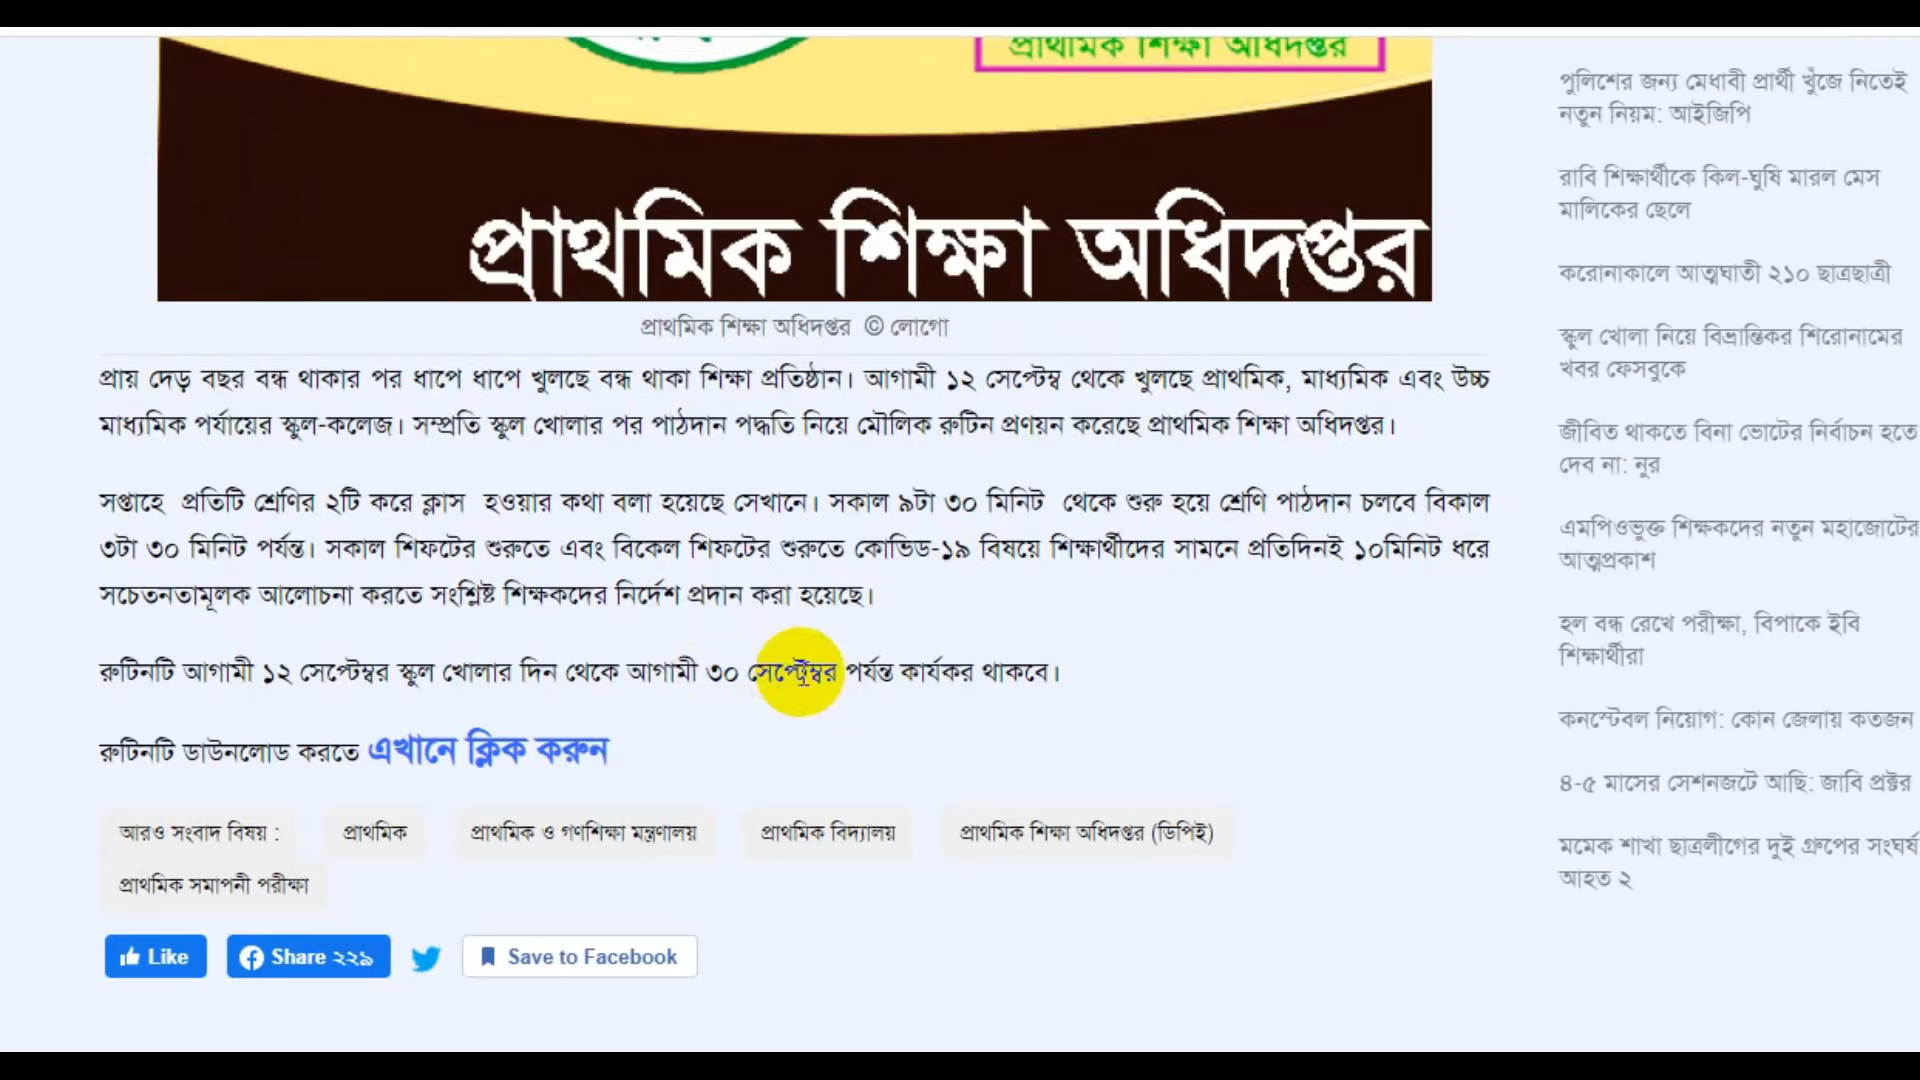 প্রাথমিক শিক্ষা অধিদপ্তর
প্রাথমিক শিক্ষা অধিদপ্তর
প্রাথমিক শিক্ষা অধিদপ্তর © লোগো
প্রায় দেড় বছর বন্ধ থাকার পর ধাপে ধাপে খুলছে বন্ধ থাকা শিক্ষা প্রতিষ্ঠান। আগামী ১২ সেপ্টেম্ব থেকে খুলছে প্রাথমিক, মাধ্যমিক এবং উচ্চ
মাধ্যমিক পর্যায়ের স্কুল-কলেজ। সম্প্রতি স্কুল খোলার পর পাঠদান পদ্ধতি নিয়ে মৌলিক রুটিন প্রণয়ন করেছে প্রাথমিক শিক্ষা অধিদপ্তর।
সপ্তাহে প্রতিটি শ্রেণির ২টি করে ক্লাস হওয়ার কথা বলা হয়েছে সেখানে। সকাল ৯টা ৩০ মিনিট থেকে শুরু হয়ে শ্রেণি পাঠদান চলবে বিকাল
৩টা ৩০ মিনিট পর্যন্ত। সকাল শিফটের শুরুতে এবং বিকেল শিফটের শুরুতে কোভিড-১৯ বিষয়ে শিক্ষার্থীদের সামনে প্রতিদিনই ১০মিনিট ধরে
সচেতনতামূলক আলোচনা করতে সংশ্লিষ্ট শিক্ষকদের নির্দেশ প্রদান করা হয়েছে।
রুটিনটি আগামী ১২ সেপ্টেম্বর স্কুল খোলার দিন থেকে আগামী ৩০ সেপ্টেম্বর পর্যন্ত কার্যকর থাকবে।
রুটিনটি ডাউনলোড করতে এখানে ক্লিক করুন
আরও সংবাদ বিষয় : প্রাথমিক প্রাথমিক ও গণশিক্ষা মন্ত্রণালয় প্রাথমিক বিদ্যালয় প্রাথমিক শিক্ষা অধিদপ্তর (ডিপিই)
প্রাথমিক সমাপনী পরীক্ষা
Like Share ২২৯ Save to Facebook
পুলিশের জন্য মেধাবী প্রার্থী খুঁজে নিতেই
নতুন নিয়ম: আইজিপি
রাবি শিক্ষার্থীকে কিল-ঘুষি মারল মেস
মালিকের ছেলে
করোনাকালে আত্মঘাতী ২১০ ছাত্রছাত্রী
স্কুল খোলা নিয়ে বিভ্রান্তিকর শিরোনামের
খবর ফেসবুকে
জীবিত থাকতে বিনা ভোটের নির্বাচন হতে
দেব না: নুর
এমপিওভুক্ত শিক্ষকদের নতুন মহাজোটের
আত্মপ্রকাশ
হল বন্ধ রেখে পরীক্ষা, বিপাকে ইবি
শিক্ষার্থীরা
কনস্টেবল নিয়োগ: কোন জেলায় কতজন
৪-৫ মাসের সেশনজটে আছি: জাবি প্রক্টর
মমেক শাখা ছাত্রলীগের দুই গ্রুপের সংঘর্ষ
আহত ২